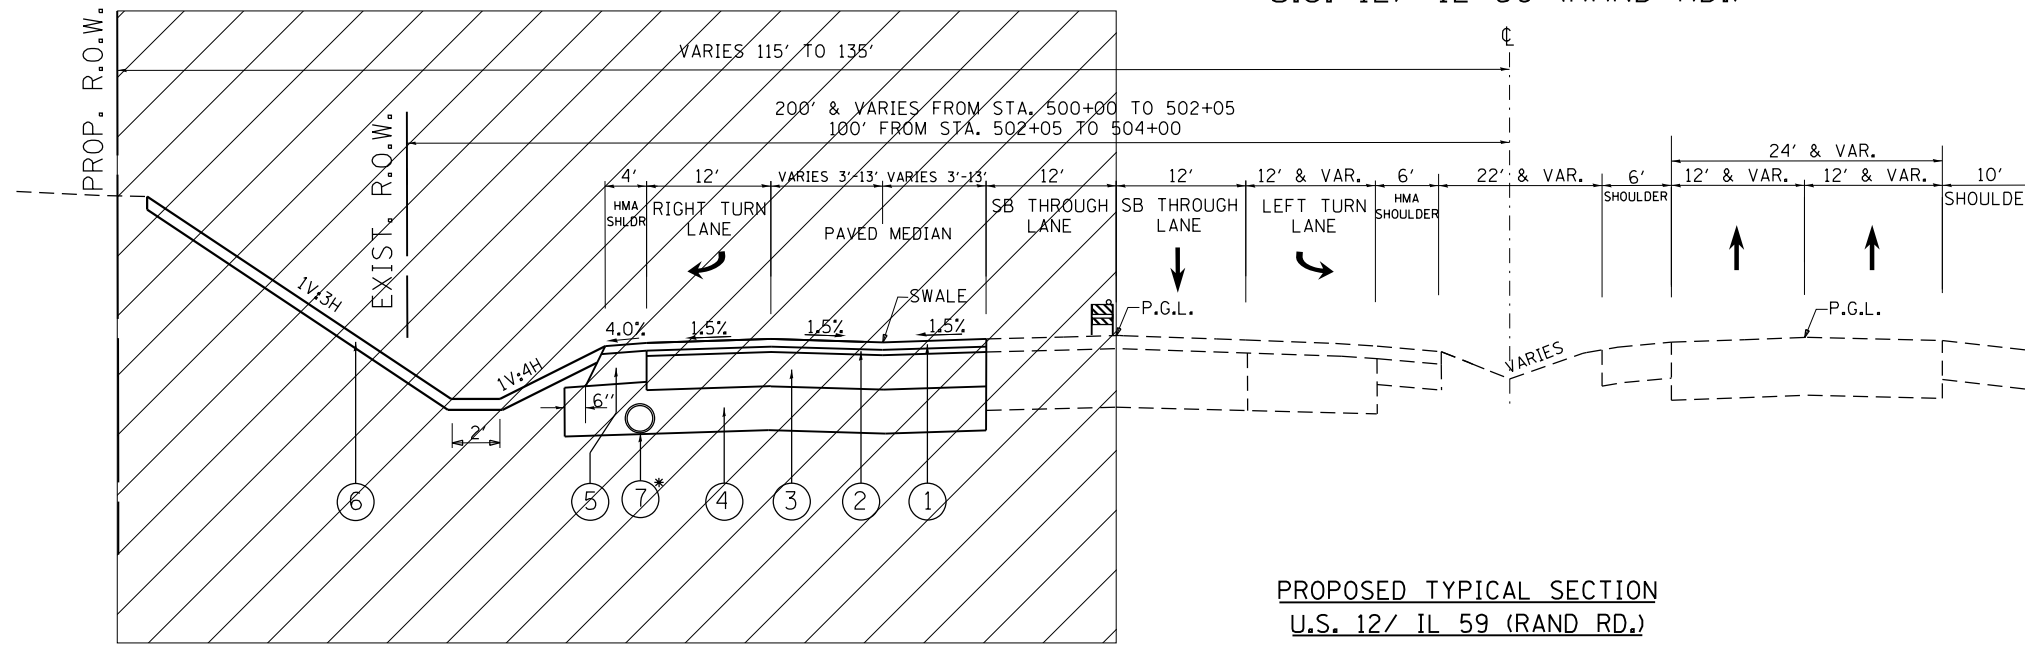 PROP. R.O.W.
VARIES 115' TO 135'
℄
200' & VARIES FROM STA. 500+00 TO 502+05
100' FROM STA. 502+05 TO 504+00
EXIST. R.O.W.
24' & VAR.
4' 12' VARIES 3'-13' VARIES 3'-13' 12' 12' 12' & VAR. 6' 22' & VAR. 6' 12' & VAR. 12' & VAR. 10'
HMA SHLDR
RIGHT TURN LANE
PAVED MEDIAN
SB THROUGH LANE
SB THROUGH LANE
LEFT TURN LANE
HMA SHOULDER
SHOULDER
SHOULDE
1V:3H
SWALE
P.G.L.
P.G.L.
4.0% 1.5% 1.5% 1.5%
VARIES
1V:4H
6"
2'
6 5 7* 4 3 2 1
PROPOSED TYPICAL SECTION
U.S. 12/ IL 59 (RAND RD.)